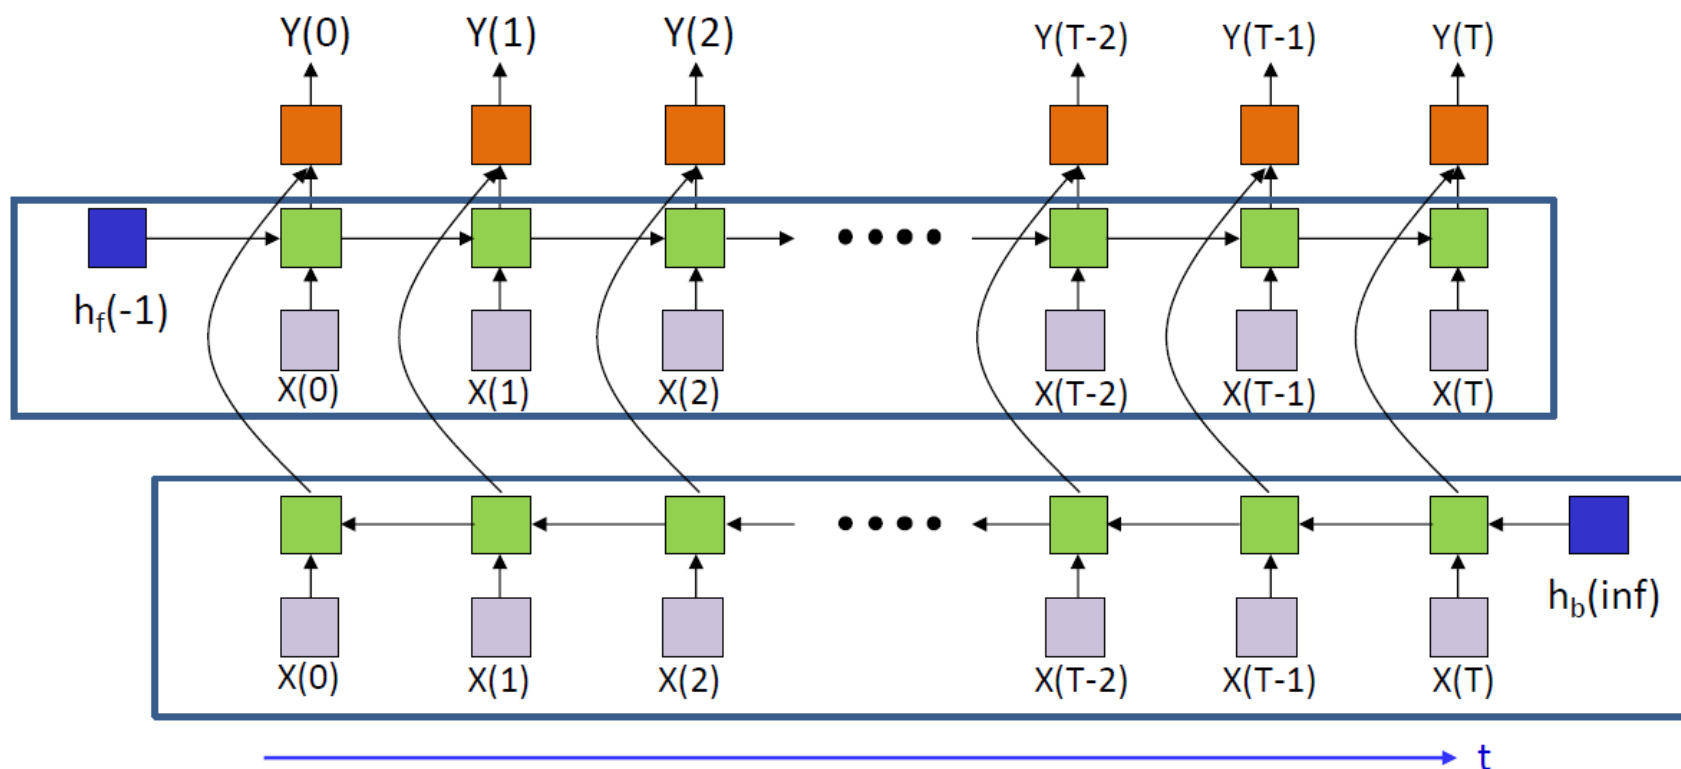 Y(0) Y(1) Y(2) Y(T-2) Y(T-1) Y(T)
hf(-1)
X(0) X(1) X(2) X(T-2) X(T-1) X(T)
hb(inf)
X(0) X(1) X(2) X(T-2) X(T-1) X(T)
t